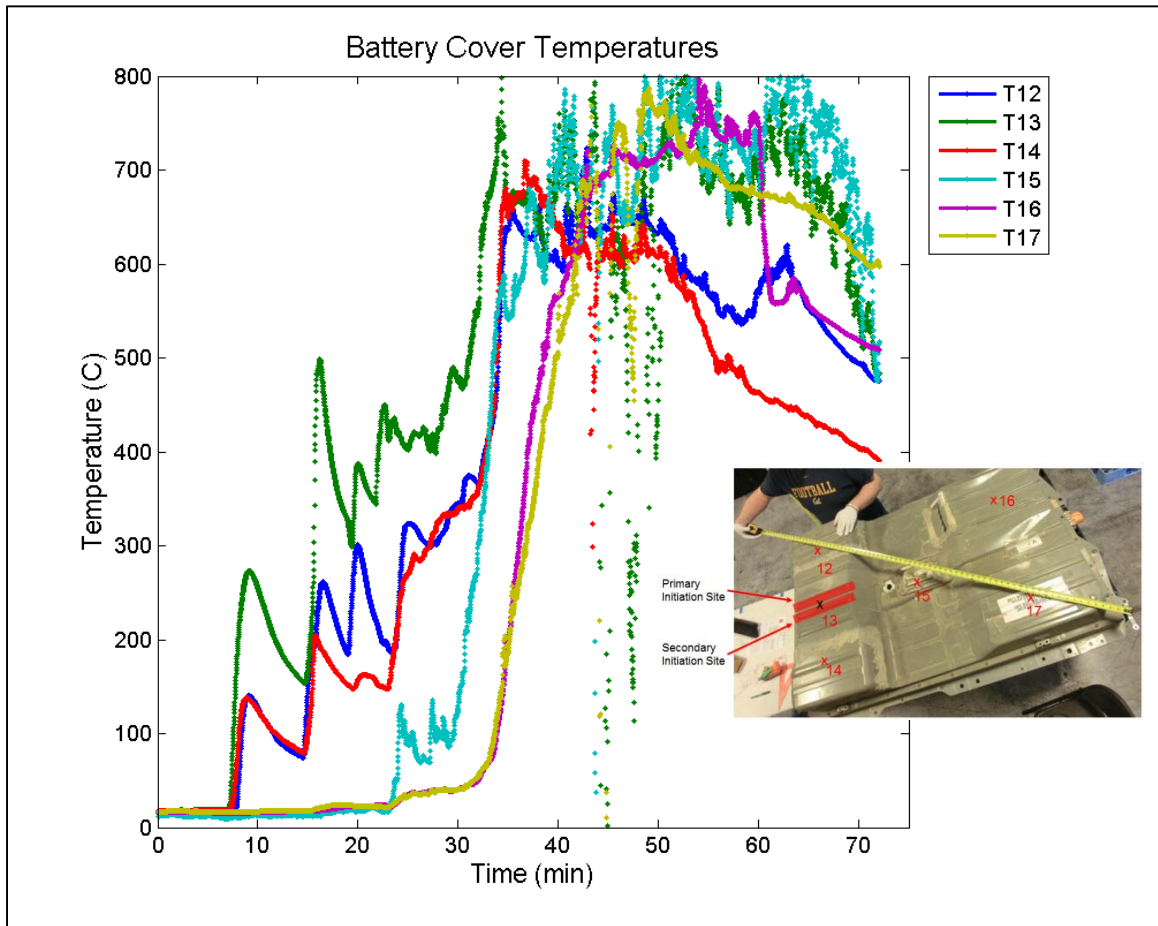 Battery Cover Temperatures
800
700
600
500
400
300
200
100
0
Temperature (C)
0
10
20
30
40
50
60
70
Time (min)
T12
T13
T14
T15
T16
T17
FOOTBALL
Cal
Primary
Initiation Site
Secondary
Initiation Site
x16
x
12
x
13
x14
x
15
x
17